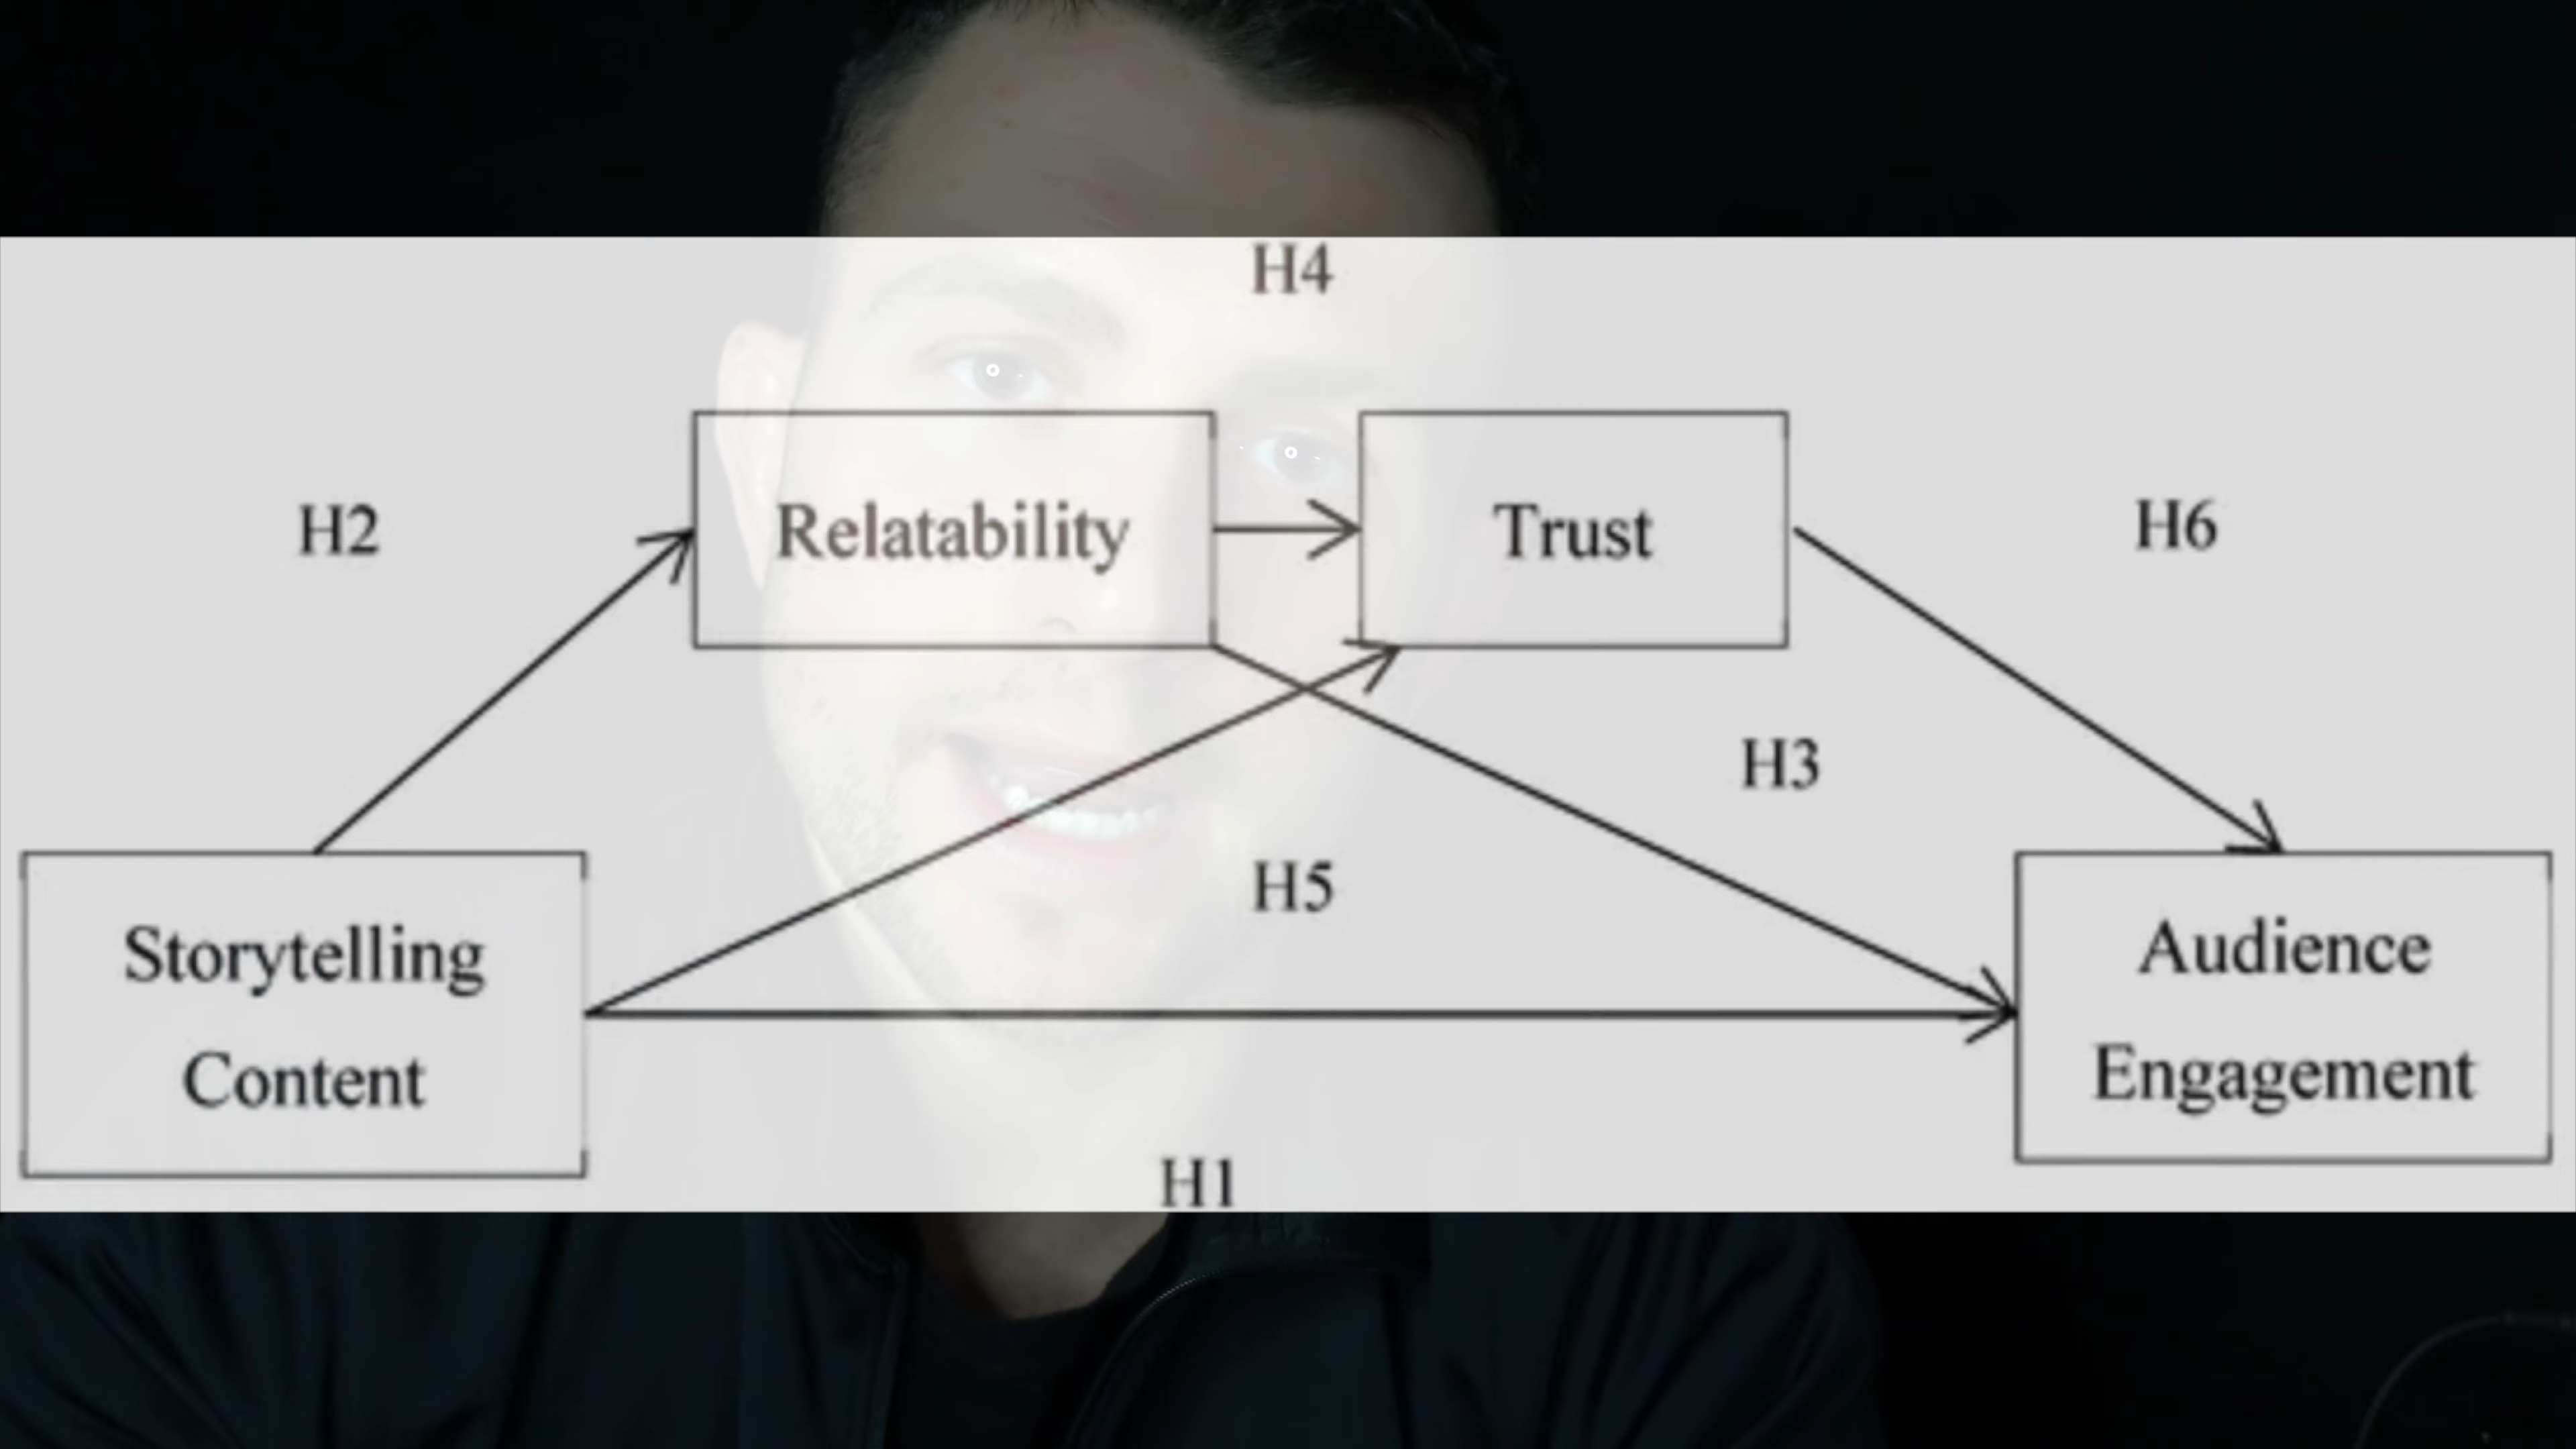 H4
H2
Relatability
Trust
H6
H3
H5
Storytelling
Content
Audience
Engagement
H1